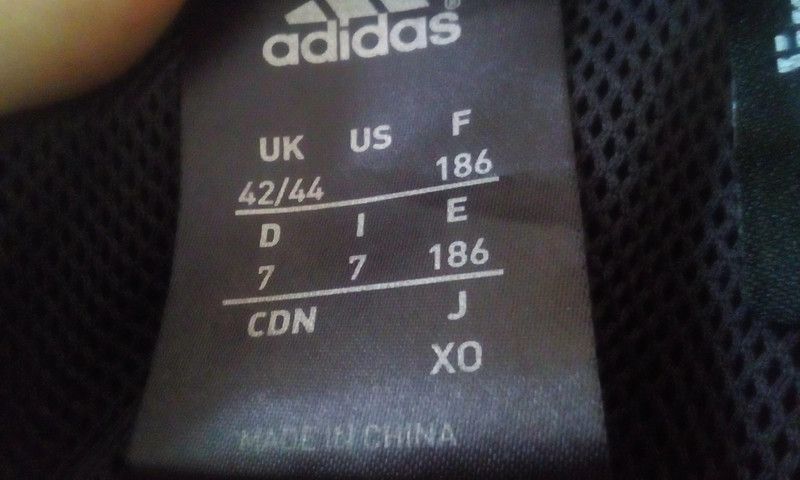 adidas®
UK US F
42/44 186
D I E
7 7 186
CDN J
XO
MADE IN CHINA